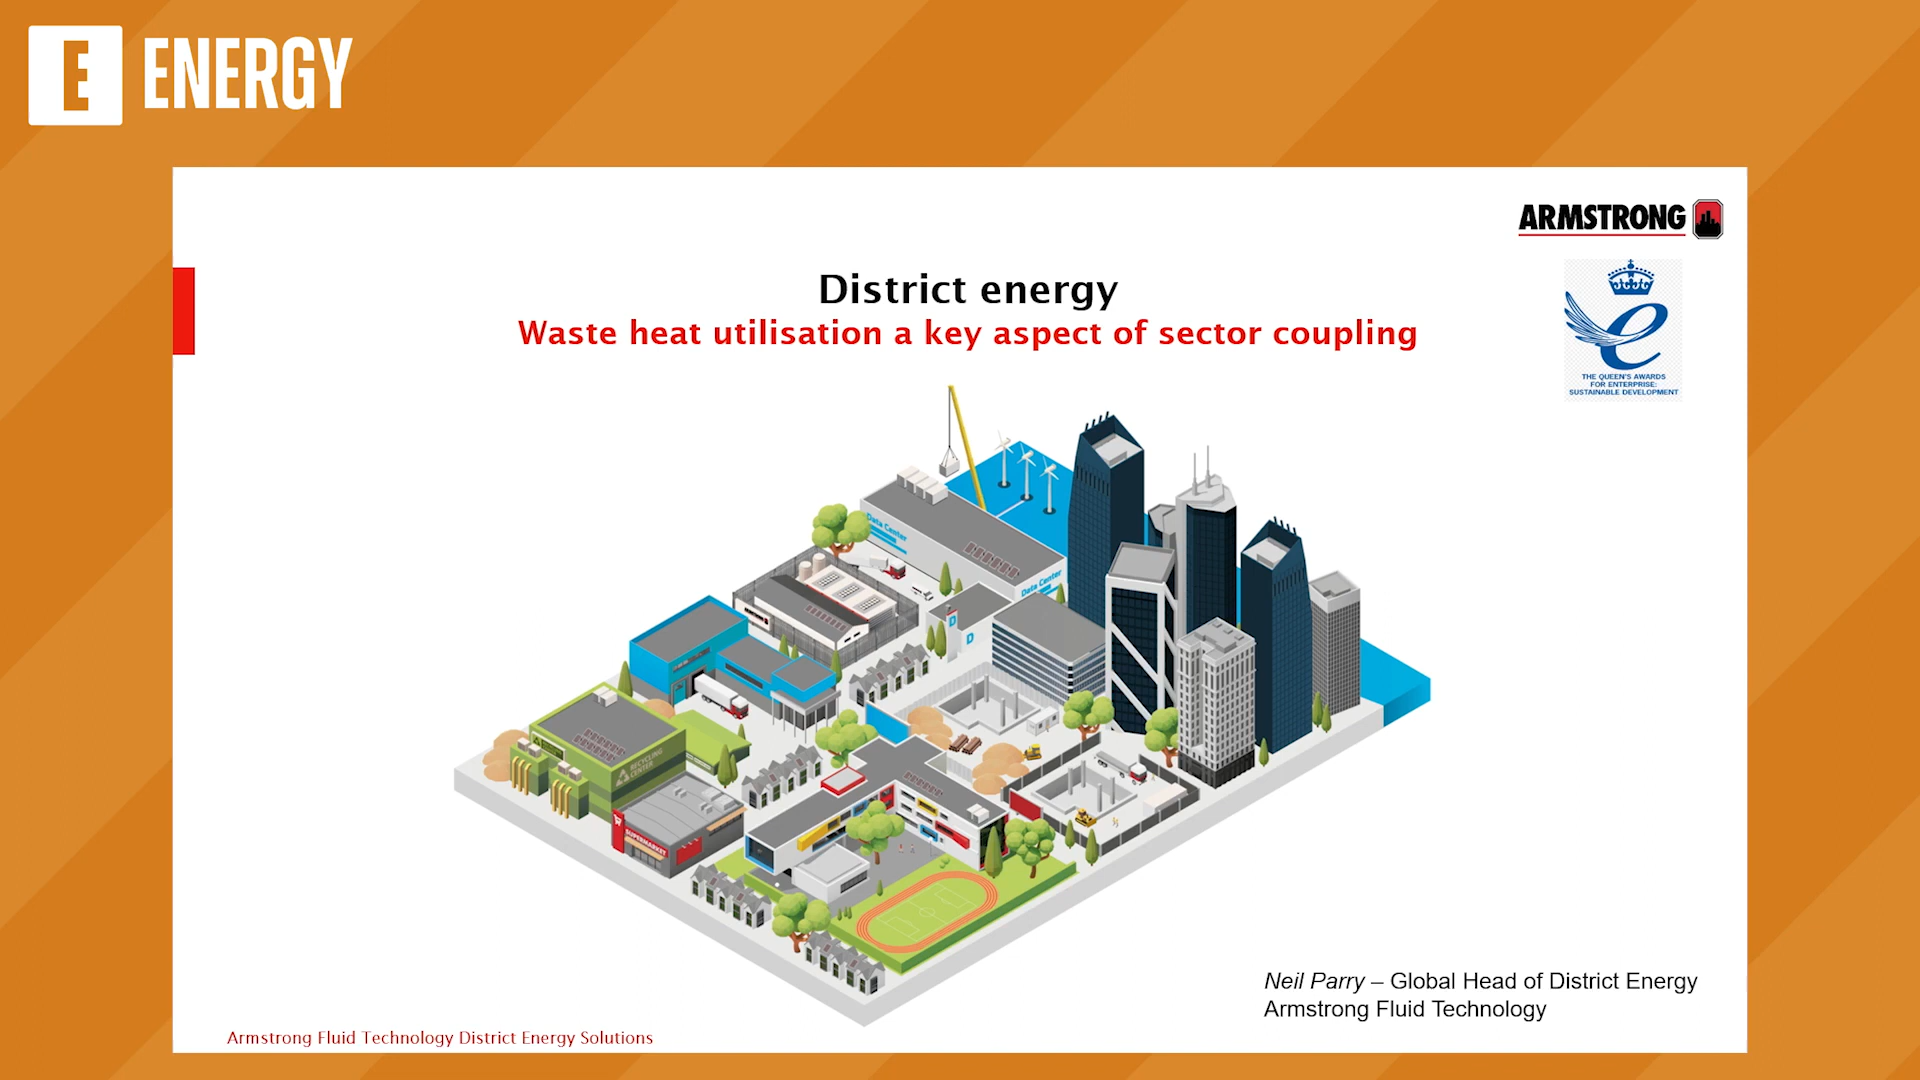 E ENERGY
ARMSTRONG
District energy
Waste heat utilisation a key aspect of sector coupling
THE QUEEN'S AWARDS
FOR ENTERPRISE:
SUSTAINABLE DEVELOPMENT
Data Center
Data Center
D
D
RECYCLING
CENTER
SUPERMARKET
Neil Parry – Global Head of District Energy
Armstrong Fluid Technology
Armstrong Fluid Technology District Energy Solutions